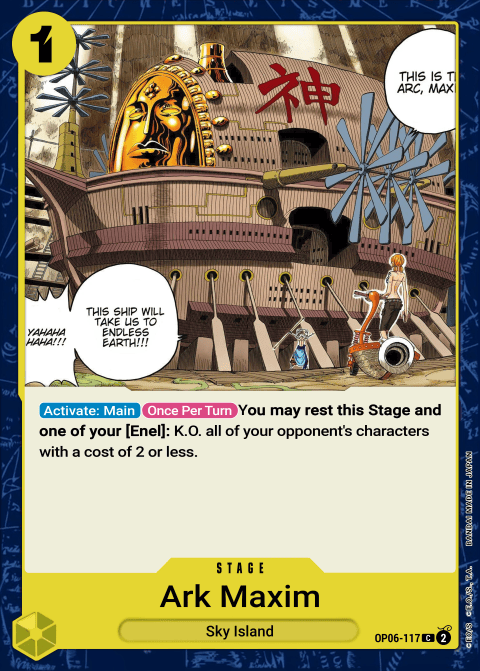 1
神
THIS IS T
ARC, MAX
THIS SHIP WILL
TAKE US TO
ENDLESS
EARTH!!!
YAHAHA
HAHA!!!
Activate: Main Once Per Turn You may rest this Stage and
one of your [Enel]: K.O. all of your opponent's characters
with a cost of 2 or less.
STAGE
Ark Maxim
Sky Island
OP06-117 C 2
©E.O/S. ©E.O./S., T.A. BANDAI MADE IN JAPAN